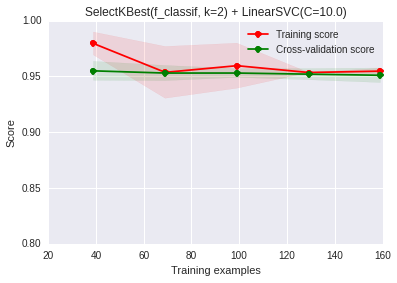 SelectKBest(f_classif, k=2) + LinearSVC(C=10.0)
1.00
0.95
0.90
0.85
0.80
Score
Training score
Cross-validation score
20 40 60 80 100 120 140 160
Training examples